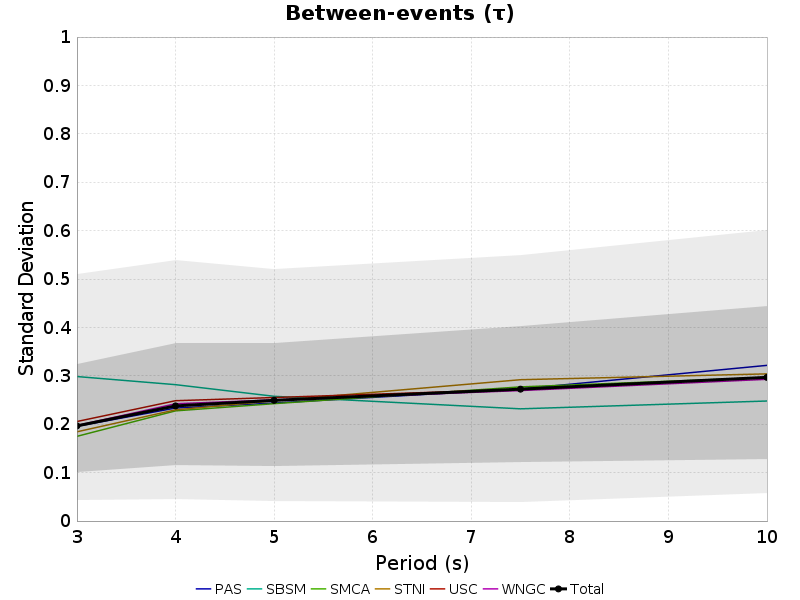 Between-events (τ)
1
0.9
0.8
0.7
0.6
0.5
0.4
0.3
0.2
0.1
0
Standard Deviation
3 4 5 6 7 8 9 10
Period (s)
PAS SBSM SMCA STNI USC WNGC Total